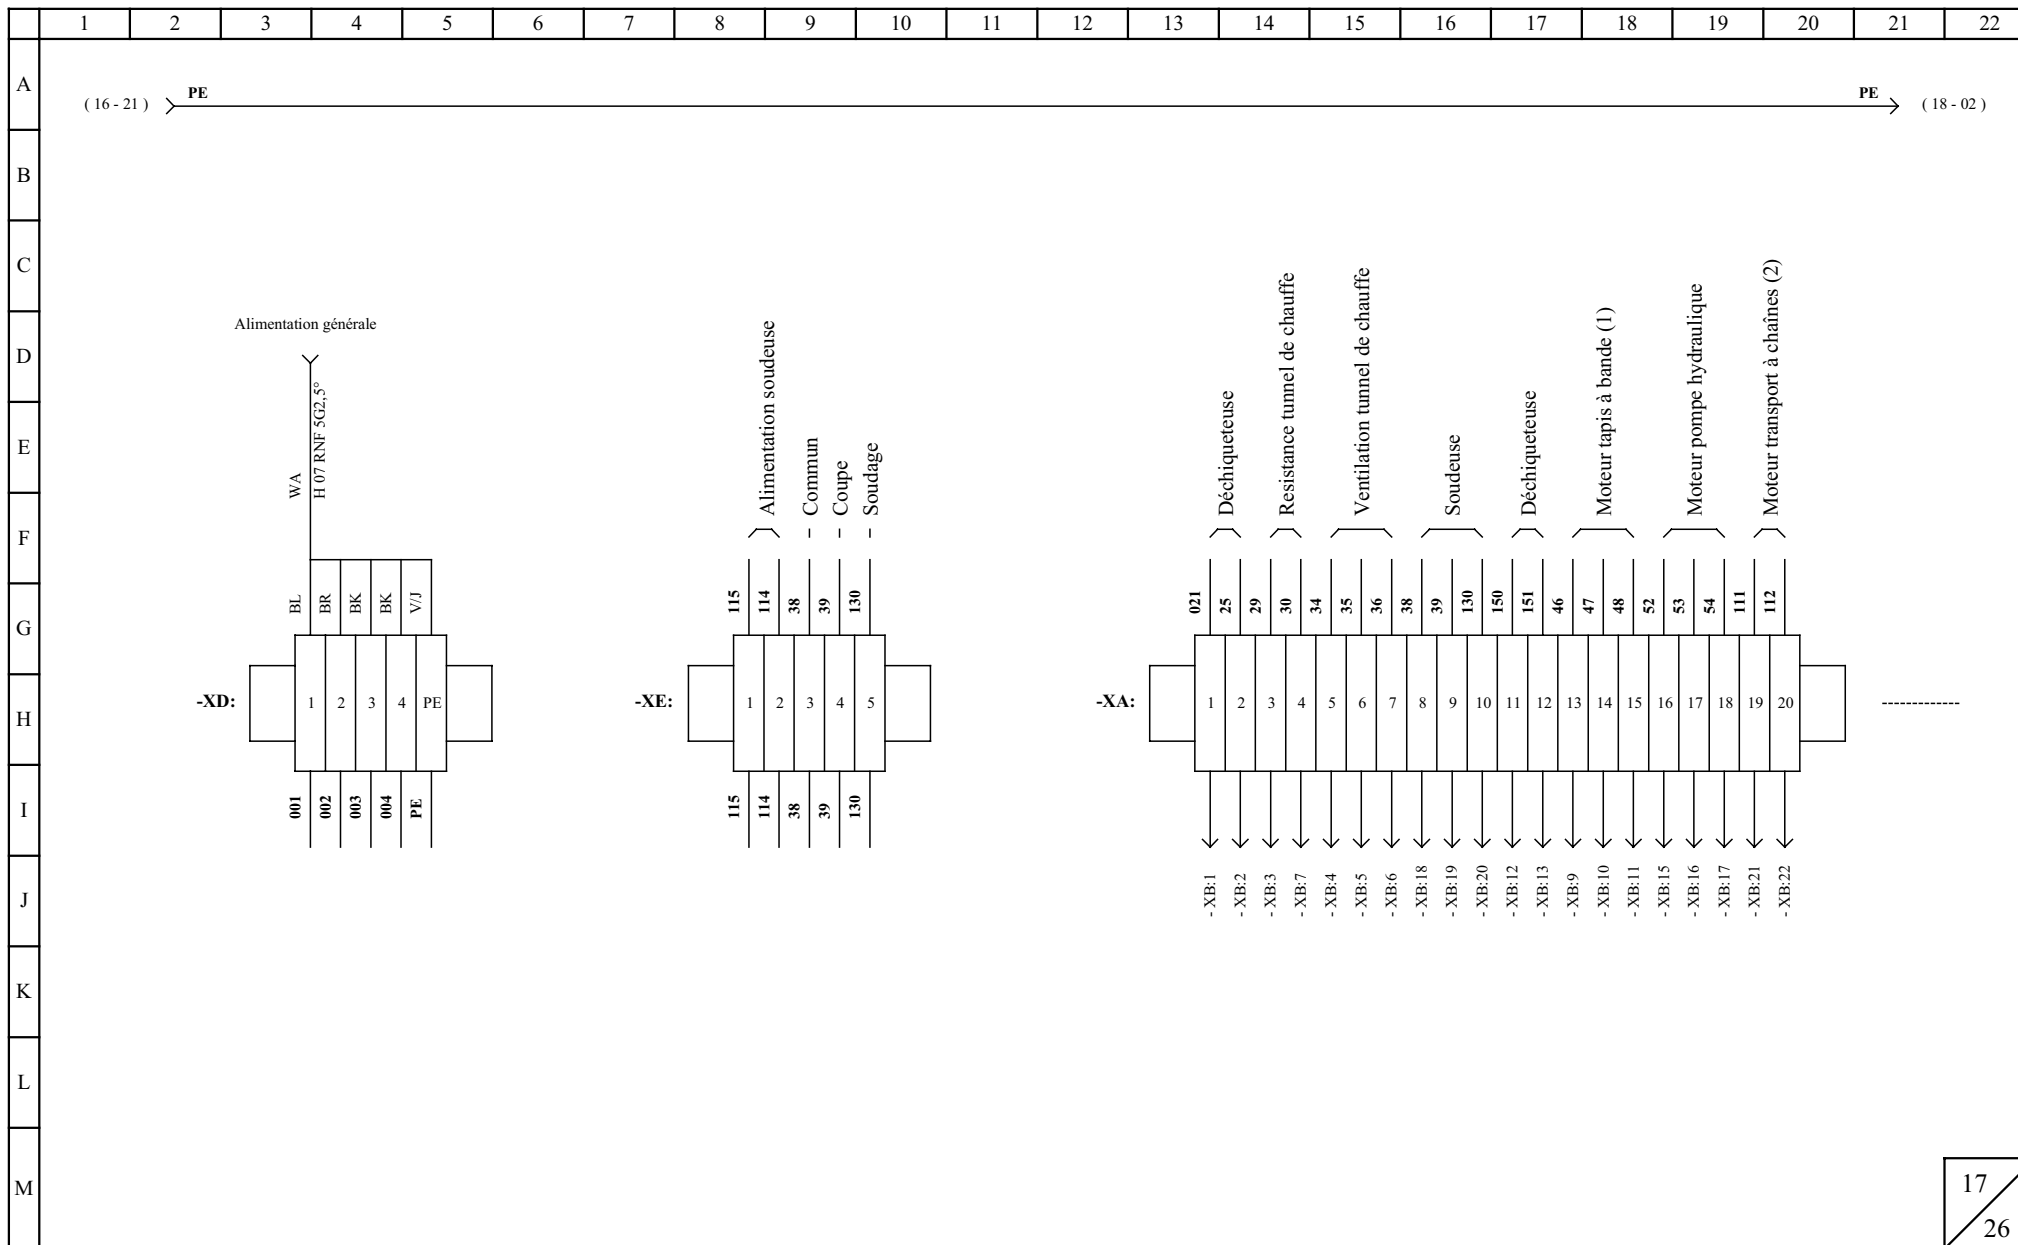 1 2 3 4 5 6 7 8 9 10 11 12 13 14 15 16 17 18 19 20 21 22
A
( 16 - 21 ) PE PE ( 18 - 02 )
B
C
D
Alimentation générale
E
WA
H 07 RNF 5G2,5°
Alimentation soudeuse
Commun
Coupe
Soudage
Déchiqueteuse
Resistance tunnel de chauffe
Ventilation tunnel de chauffe
Soudeuse
Déchiqueteuse
Moteur tapis à bande (1)
Moteur pompe hydraulique
Moteur transport à chaînes (2)
F
G
BL BR BK BK V/J
115 114 38 39 130
021 25 29 30 34 35 36 38 39 130 150 151 46 47 48 52 53 54 111 112
H
-XD: 1 2 3 4 PE
-XE: 1 2 3 4 5
-XA: 1 2 3 4 5 6 7 8 9 10 11 12 13 14 15 16 17 18 19 20 ------------
I
001 002 003 004 PE
115 114 38 39 130
J
- XB:1 - XB:2 - XB:3 - XB:7 - XB:4 - XB:5 - XB:6 - XB:18 - XB:19 - XB:20 - XB:12 - XB:13 - XB:9 - XB:10 - XB:11 - XB:15 - XB:16 - XB:17 - XB:21 - XB:22
K
L
M
17
26